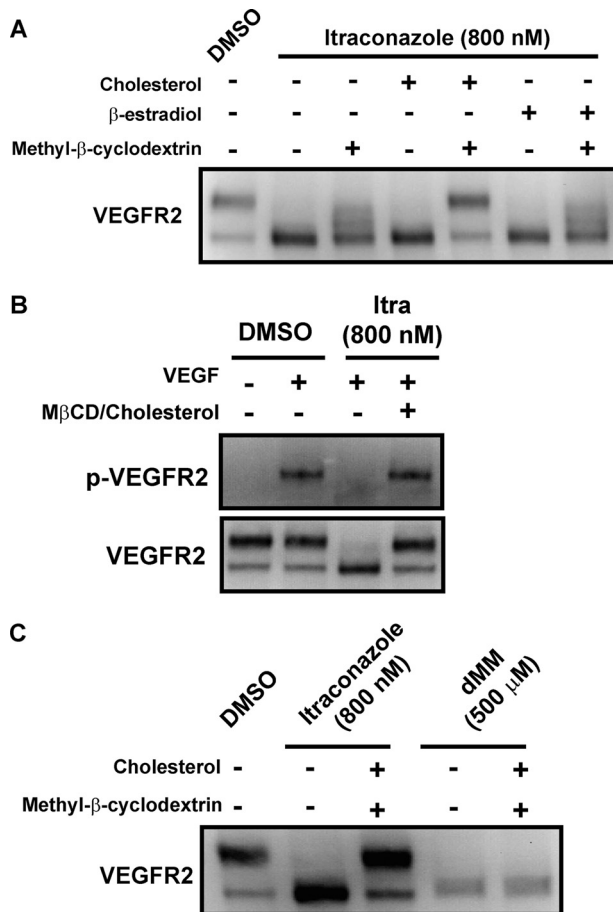 A
DMSO
Itraconazole (800 nM)
Cholesterol - - - + + - -
β-estradiol - - - - - + +
Methyl-β-cyclodextrin - - + - + - +
VEGFR2
B
DMSO
Itra
(800 nM)
VEGF - + + +
MβCD/Cholesterol - - - +
p-VEGFR2
VEGFR2
C
DMSO
Itraconazole
(800 nM)
dMM
(500 μM)
Cholesterol - - + - +
Methyl-β-cyclodextrin - - + - +
VEGFR2